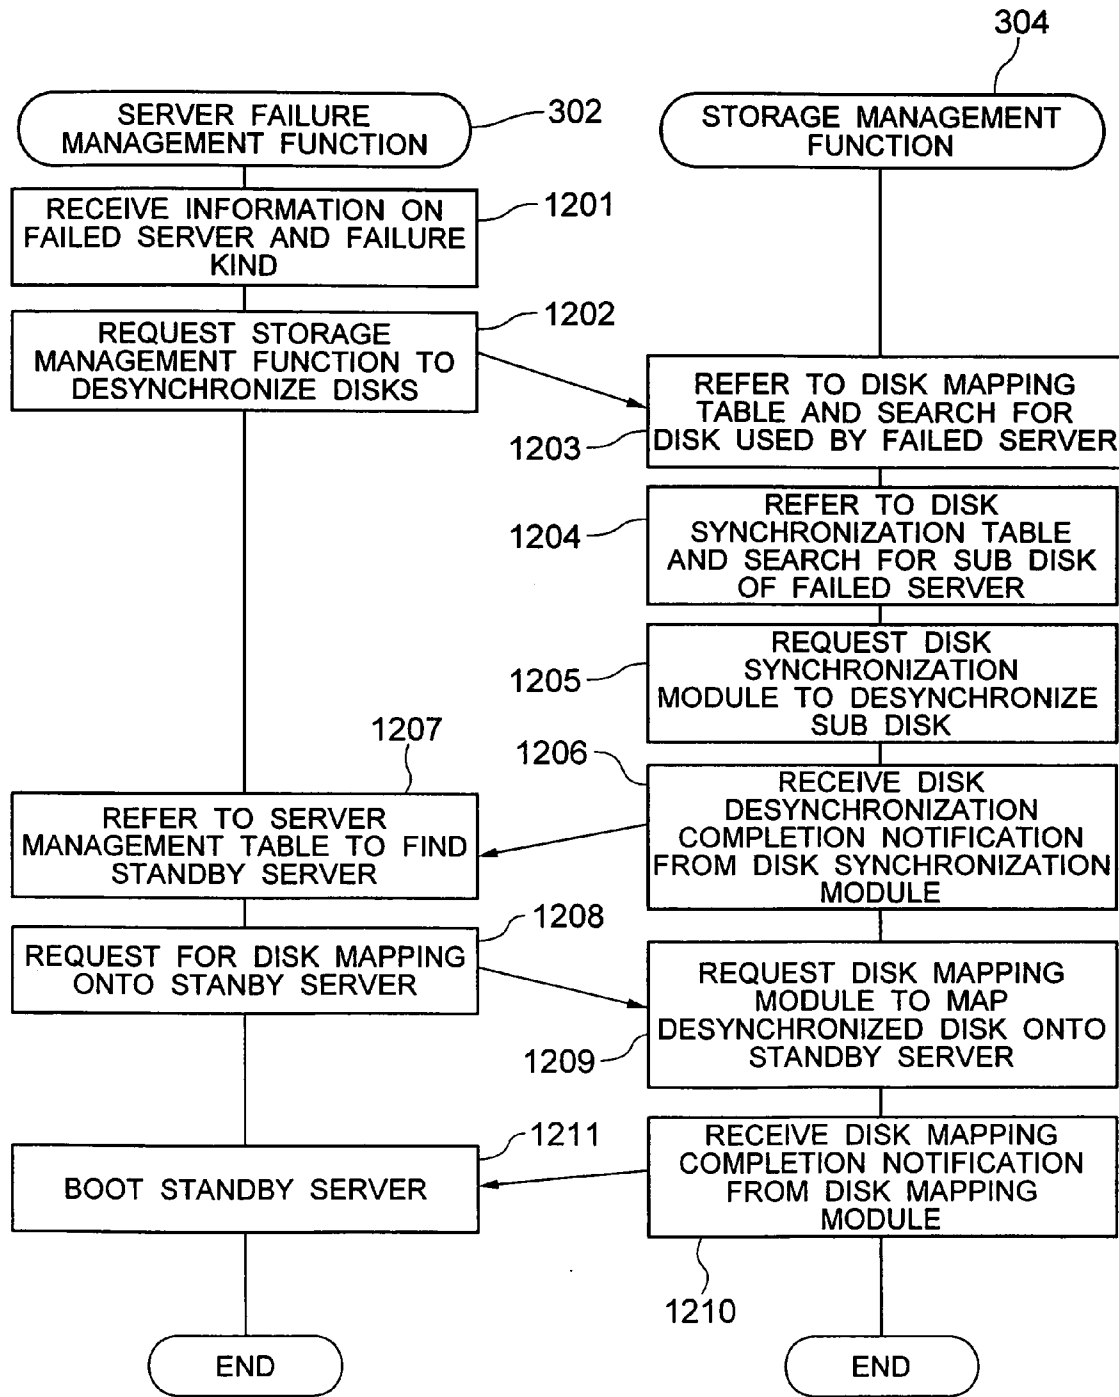 304
SERVER FAILURE
MANAGEMENT FUNCTION
302
STORAGE MANAGEMENT
FUNCTION
RECEIVE INFORMATION ON
FAILED SERVER AND FAILURE
KIND
1201
REQUEST STORAGE
MANAGEMENT FUNCTION TO
DESYNCHRONIZE DISKS
1202
REFER TO DISK MAPPING
TABLE AND SEARCH FOR
DISK USED BY FAILED SERVER
1203
REFER TO DISK
SYNCHRONIZATION TABLE
AND SEARCH FOR SUB DISK
OF FAILED SERVER
1204
REQUEST DISK
SYNCHRONIZATION
MODULE TO DESYNCHRONIZE
SUB DISK
1205
1206
RECEIVE DISK
DESYNCHRONIZATION
COMPLETION NOTIFICATION
FROM DISK SYNCHRONIZATION
MODULE
1207
REFER TO SERVER
MANAGEMENT TABLE TO FIND
STANDBY SERVER
1208
REQUEST FOR DISK MAPPING
ONTO STANBY SERVER
REQUEST DISK MAPPING
MODULE TO MAP
DESYNCHRONIZED DISK ONTO
STANDBY SERVER
1209
RECEIVE DISK MAPPING
COMPLETION NOTIFICATION
FROM DISK MAPPING
MODULE
1210
1211
BOOT STANDBY SERVER
END
END